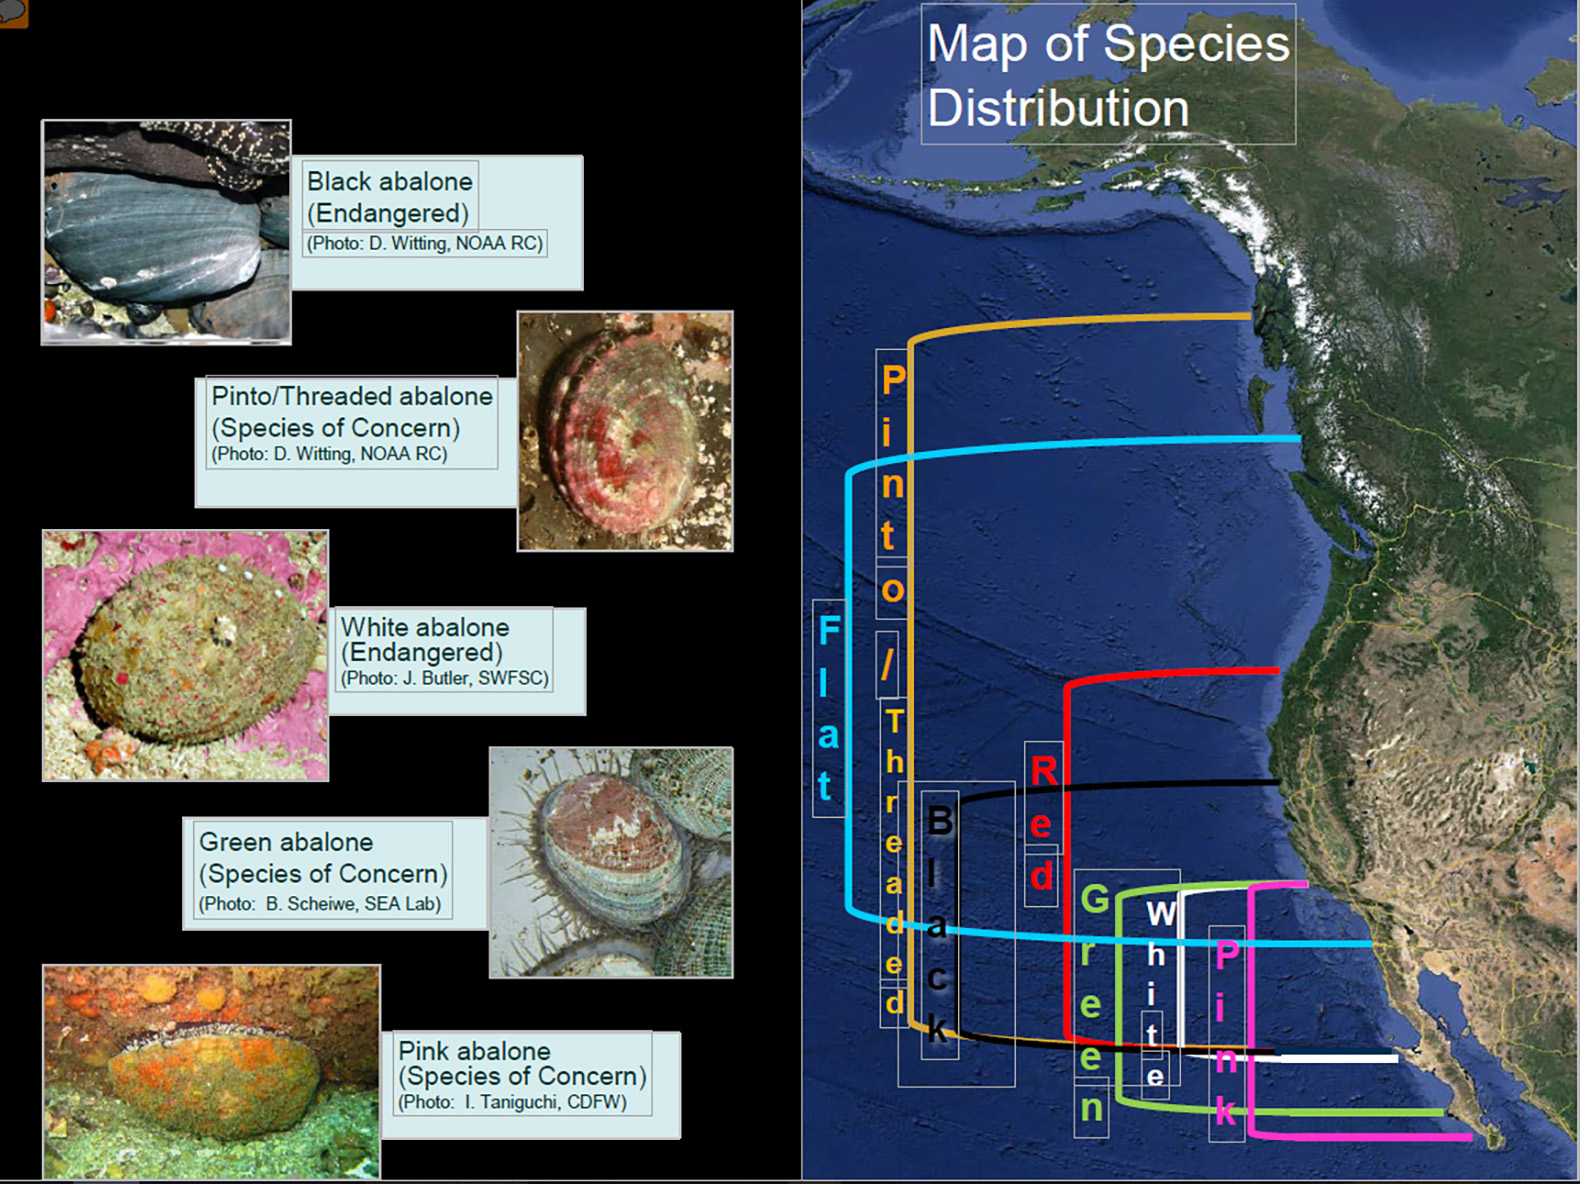 Map of Species
Distribution
Black abalone
(Endangered)
(Photo: D. Witting, NOAA RC)
Pinto/Threaded abalone
(Species of Concern)
(Photo: D. Witting, NOAA RC)
White abalone
(Endangered)
(Photo: J. Butler, SWFSC)
Green abalone
(Species of Concern)
(Photo: B. Scheiwe, SEA Lab)
Pink abalone
(Species of Concern)
(Photo: I. Taniguchi, CDFW)
Flat
Pinto/Threaded
Black
Red
Green
White
Pink